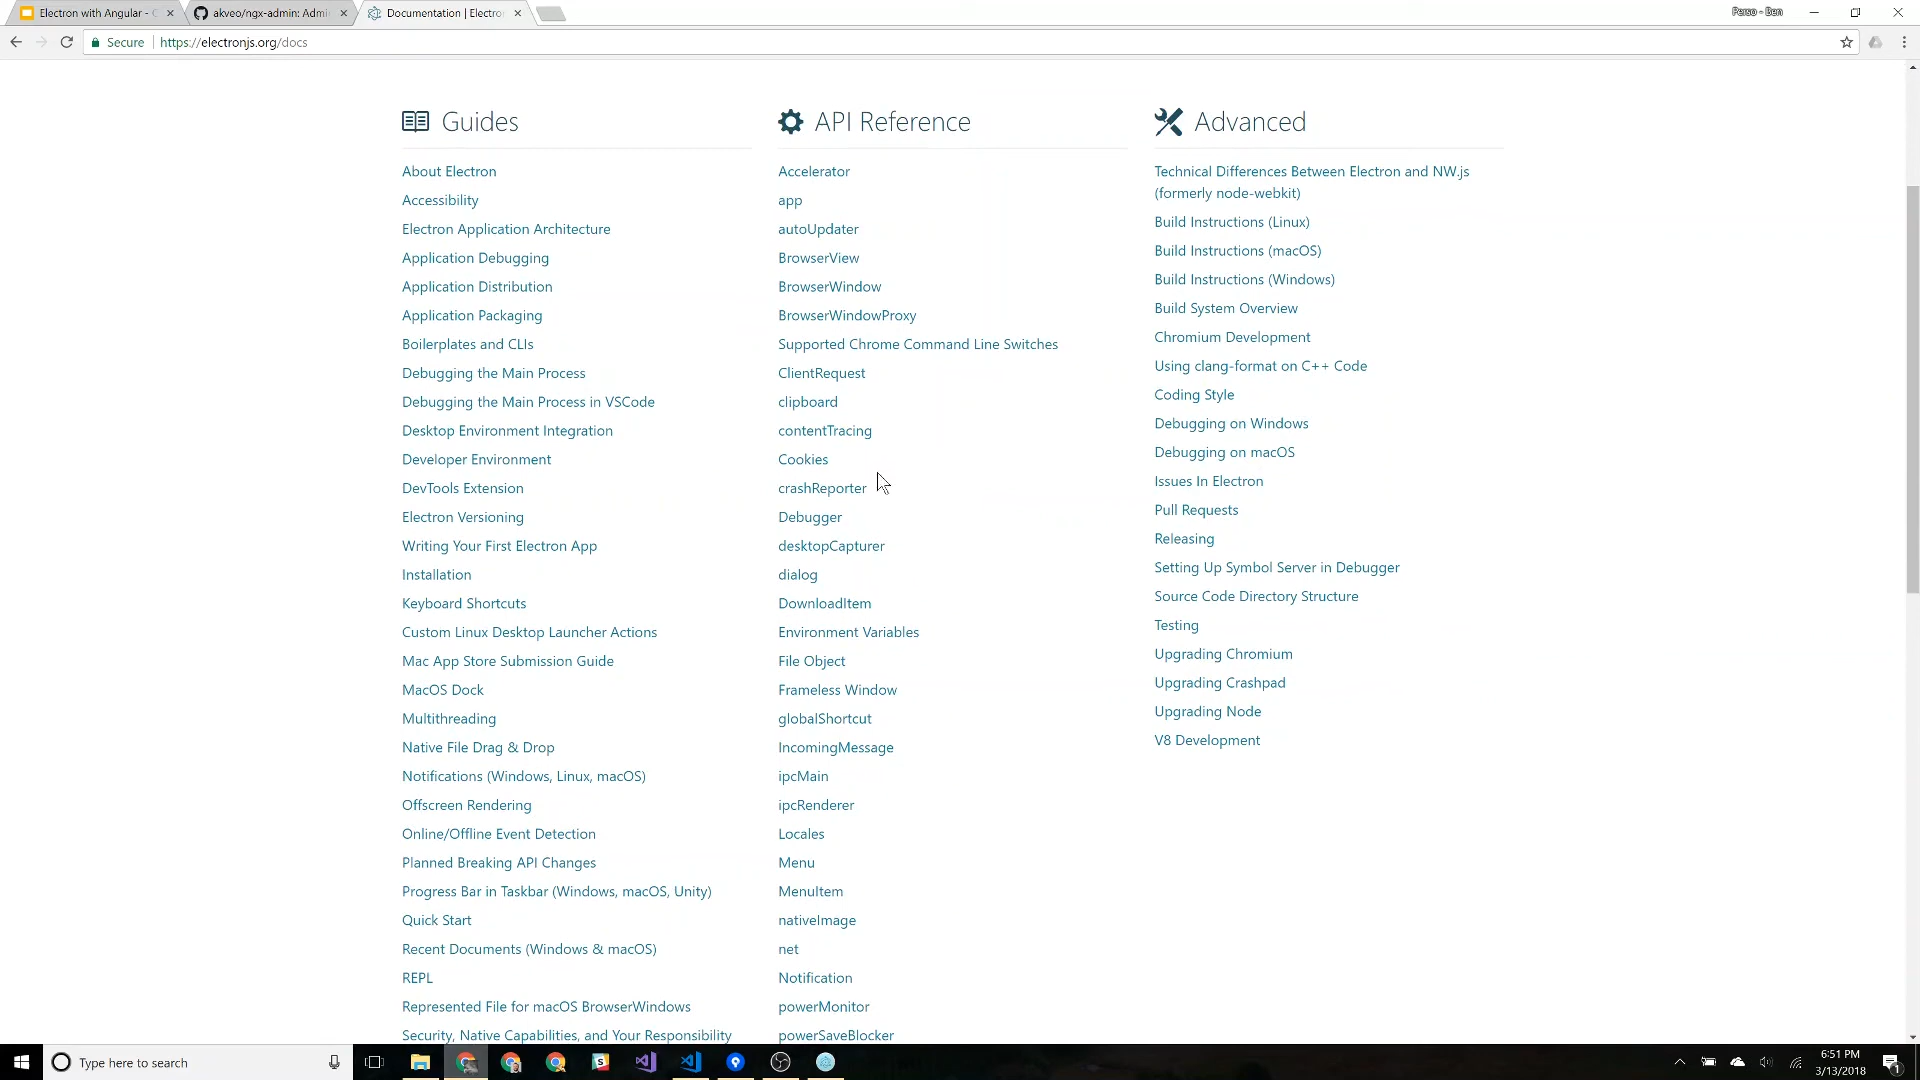 Electron with Angular - C
akveo/ngx-admin: Admi
Documentation | Electro
Perso - Ben
Secure
https://electronjs.org/docs
Guides
About Electron
Accessibility
Electron Application Architecture
Application Debugging
Application Distribution
Application Packaging
Boilerplates and CLIs
Debugging the Main Process
Debugging the Main Process in VSCode
Desktop Environment Integration
Developer Environment
DevTools Extension
Electron Versioning
Writing Your First Electron App
Installation
Keyboard Shortcuts
Custom Linux Desktop Launcher Actions
Mac App Store Submission Guide
MacOS Dock
Multithreading
Native File Drag & Drop
Notifications (Windows, Linux, macOS)
Offscreen Rendering
Online/Offline Event Detection
Planned Breaking API Changes
Progress Bar in Taskbar (Windows, macOS, Unity)
Quick Start
Recent Documents (Windows & macOS)
REPL
Represented File for macOS BrowserWindows
Security, Native Capabilities, and Your Responsibility
API Reference
Accelerator
app
autoUpdater
BrowserView
BrowserWindow
BrowserWindowProxy
Supported Chrome Command Line Switches
ClientRequest
clipboard
contentTracing
Cookies
crashReporter
Debugger
desktopCapturer
dialog
DownloadItem
Environment Variables
File Object
Frameless Window
globalShortcut
IncomingMessage
ipcMain
ipcRenderer
Locales
Menu
MenuItem
nativeImage
net
Notification
powerMonitor
powerSaveBlocker
Advanced
Technical Differences Between Electron and NW.js
(formerly node-webkit)
Build Instructions (Linux)
Build Instructions (macOS)
Build Instructions (Windows)
Build System Overview
Chromium Development
Using clang-format on C++ Code
Coding Style
Debugging on Windows
Debugging on macOS
Issues In Electron
Pull Requests
Releasing
Setting Up Symbol Server in Debugger
Source Code Directory Structure
Testing
Upgrading Chromium
Upgrading Crashpad
Upgrading Node
V8 Development
Type here to search
6:51 PM
3/13/2018
1